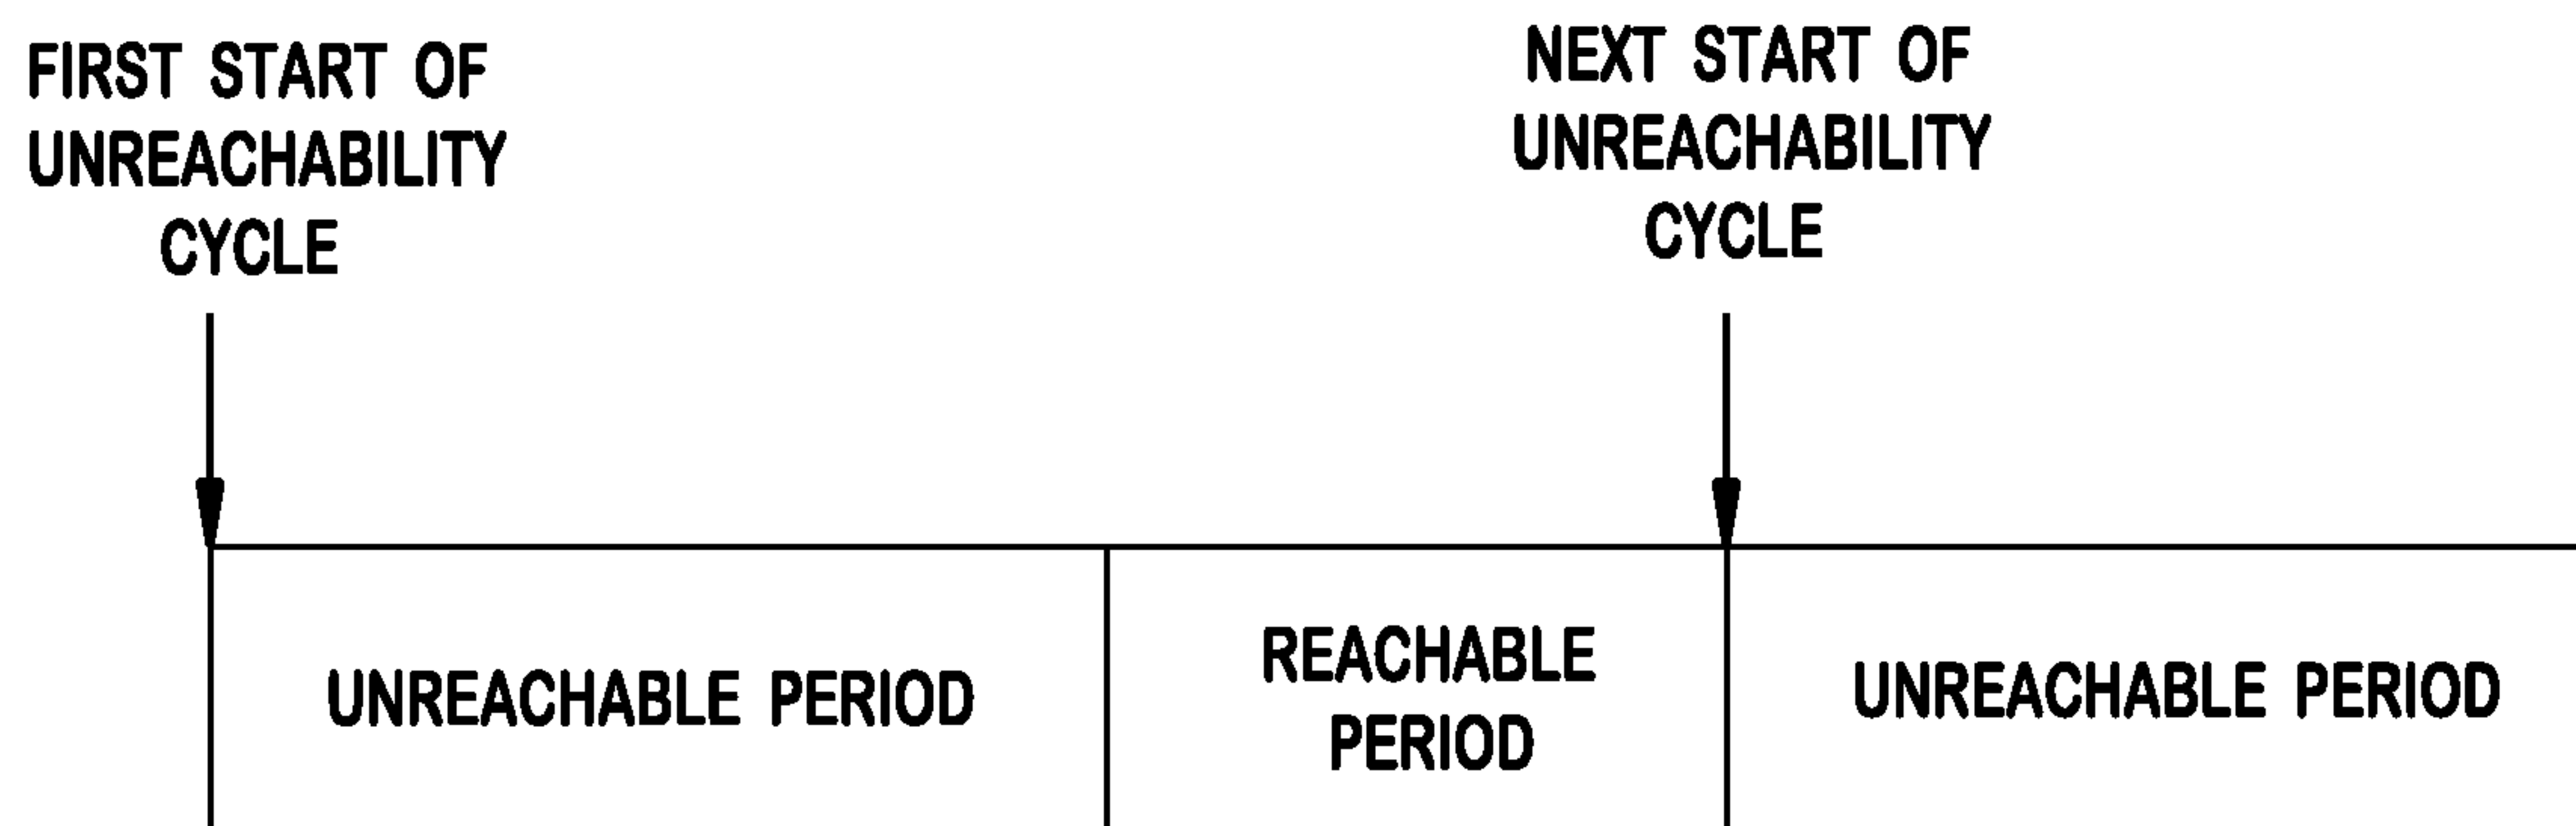 FIRST START OF
UNREACHABILITY
CYCLE
NEXT START OF
UNREACHABILITY
CYCLE
UNREACHABLE PERIOD
REACHABLE
PERIOD
UNREACHABLE PERIOD